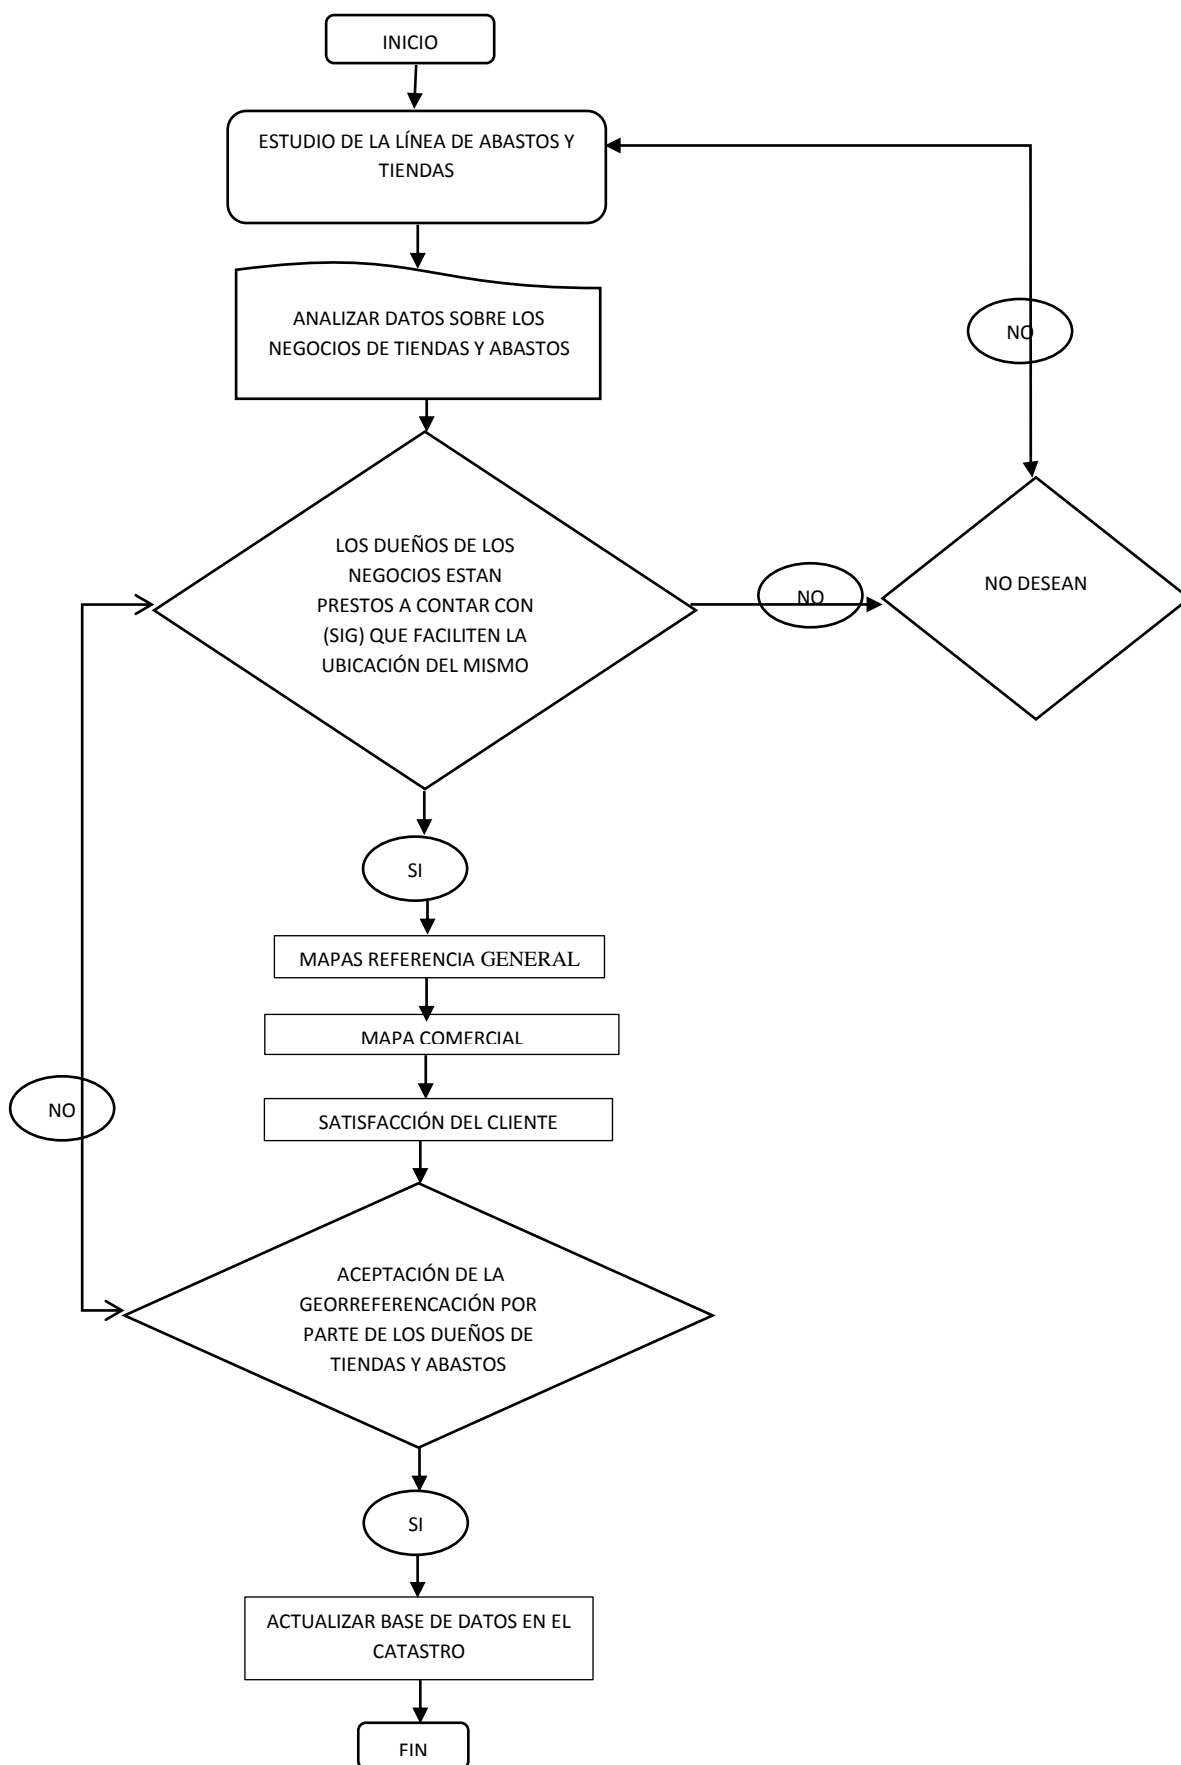 INICIO
ESTUDIO DE LA LÍNEA DE ABASTOS Y
TIENDAS
ANALIZAR DATOS SOBRE LOS
NEGOCIOS DE TIENDAS Y ABASTOS
NO
LOS DUEÑOS DE LOS
NEGOCIOS ESTAN
PRESTOS A CONTAR CON
(SIG) QUE FACILITEN LA
UBICACIÓN DEL MISMO
NO
NO DESEAN
SI
MAPAS REFERENCIA GENERAL
MAPA COMERCIAL
NO
SATISFACCIÓN DEL CLIENTE
ACEPTACIÓN DE LA
GEORREFERENCACIÓN POR
PARTE DE LOS DUEÑOS DE
TIENDAS Y ABASTOS
SI
ACTUALIZAR BASE DE DATOS EN EL
CATASTRO
FIN